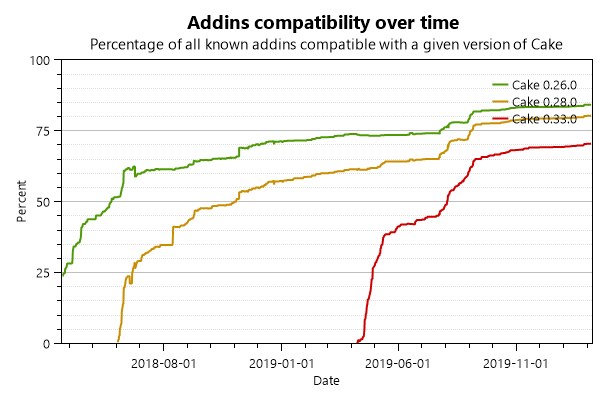 Addins compatibility over time
Percentage of all known addins compatible with a given version of Cake
100
Cake 0.26.0
Cake 0.28.0
Cake 0.33.0
75
Percent
50
25
0
2018-08-01 2019-01-01 2019-06-01 2019-11-01
Date